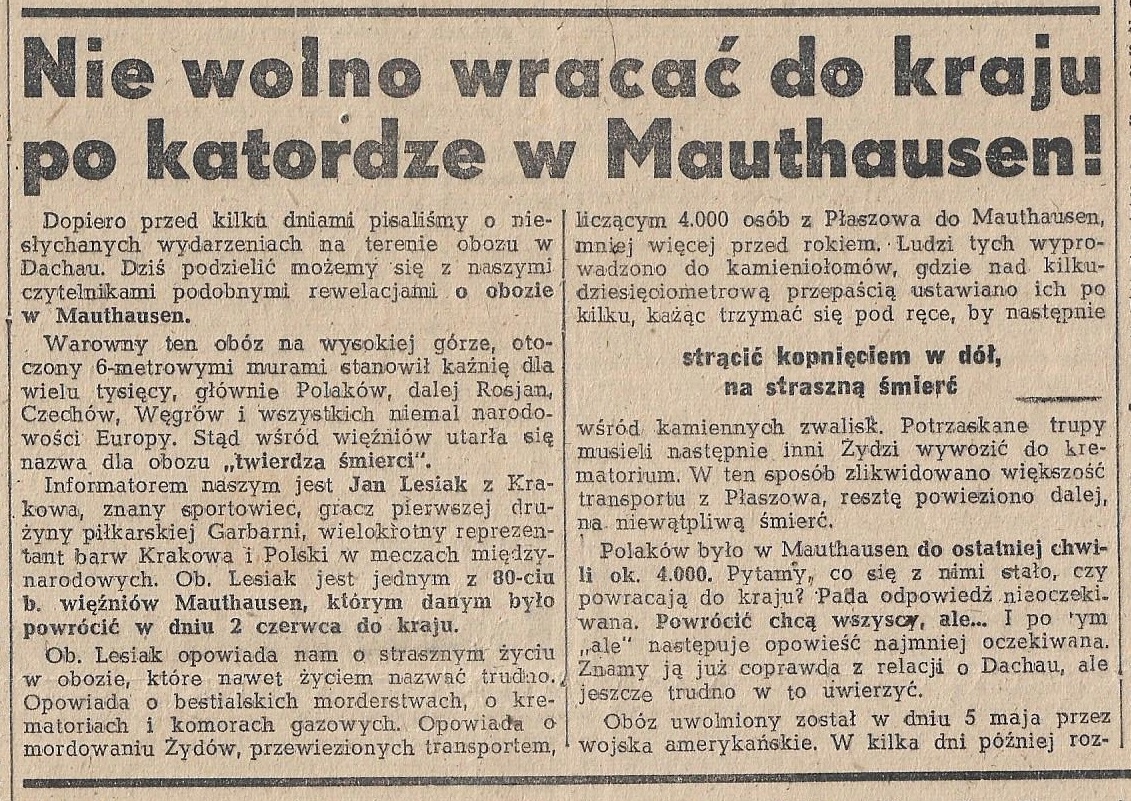 Nie wolno wracać do kraju
po katordze w Mauthausen!
Dopiero przed kilku dniami pisaliśmy o nie-
słychanych wydarzeniach na terenie obozu w
Dachau. Dziś podzielić możemy się z naszymi
czytelnikami podobnymi rewelacjami o obozie
w Mauthausen.
Warowny ten obóz na wysokiej górze, oto-
czony 6-metrowymi murami stanowił kaźnię dla
wielu tysięcy, głównie Polaków, dalej Rosjan,
Czechów, Węgrów i wszystkich niemal narodo-
wości Europy. Stąd wśród więźniów utarła się
nazwa dla obozu „twierdza śmierci".
Informatorem naszym jest Jan Lesiak z Kra-
kowa, znany sportowiec, gracz pierwszej dru-
żyny piłkarskiej Garbarni, wielokrotny reprezen-
tant barw Krakowa i Polski w meczach między-
narodowych. Ob. Lesiak jest jednym z 80-ciu
b. więźniów Mauthausen, którym danym było
powrócić w dniu 2 czerwca do kraju.
Ob. Lesiak opowiada nam o strasznym życiu
w obozie, które nawet życiem nazwać trudno.
Opowiada o bestialskich morderstwach, o kre-
matoriach i komorach gazowych. Opowiada o
mordowaniu Żydów, przewiezionych transportem,
liczącym 4.000 osób z Płaszowa do Mauthausen,
mniej więcej przed rokiem. Ludzi tych wypro-
wadzono do kamieniołomów, gdzie nad kilku-
dziesięciometrową przepaścią ustawiano ich po
kilku, każąc trzymać się pod ręce, by następnie
strącić kopnięciem w dół,
na straszną śmierć
wśród kamiennych zwalisk. Potrzaskane trupy
musieli następnie inni Żydzi wywozić do kre-
matorium. W ten sposób zlikwidowano większość
transportu z Płaszowa, resztę powieziono dalej,
na niewątpliwą śmierć.
Polaków było w Mauthausen do ostatniej chwi-
li ok. 4.000. Pytamy, co się z nimi stało, czy
powracają do kraju? Pada odpowiedź nieoczeki-
wana. Powrócić chcą wszyscy, ale... I po tym
„ale" następuje opowieść najmniej oczekiwana.
Znamy ją już coprawda z relacji o Dachau, ale
jeszcze trudno w to uwierzyć.
Obóz uwolniony został w dniu 5 maja przez
wojska amerykańskie. W kilka dni później roz-